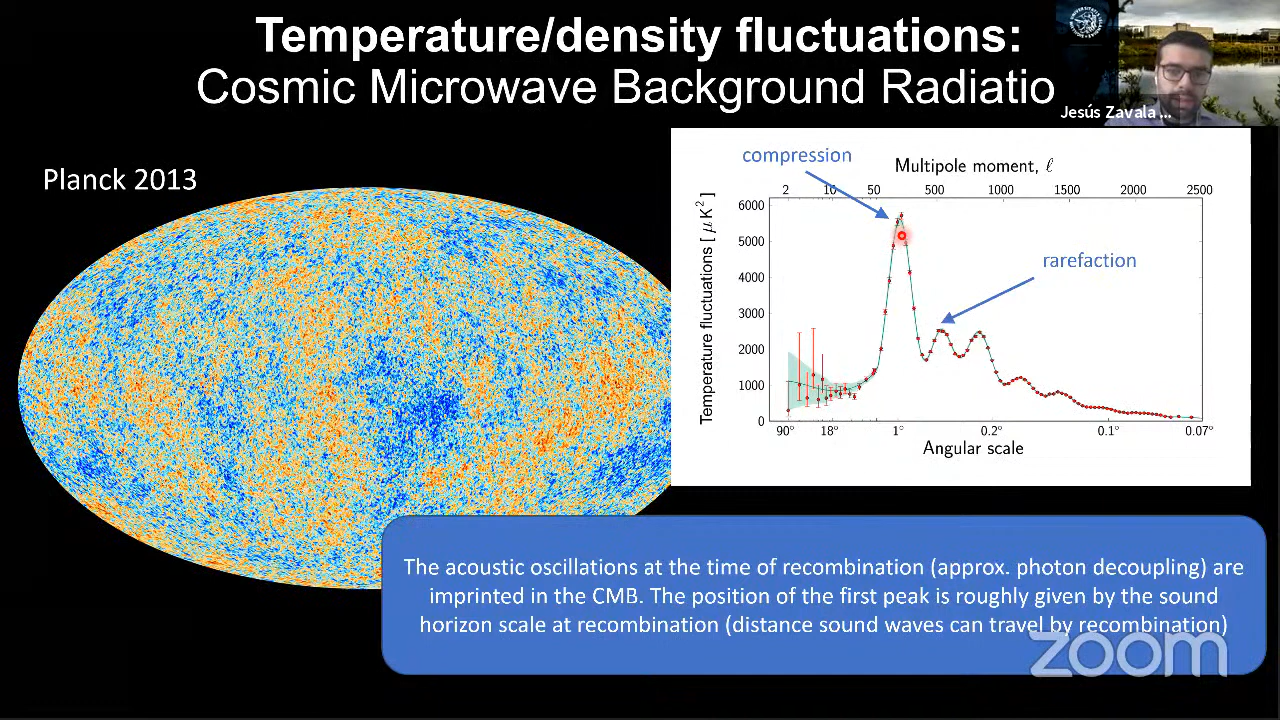 Temperature/density fluctuations:
Cosmic Microwave Background Radiatio
Jesús Zavala ...
Planck 2013
compression
Multipole moment, ℓ
2 10 50 500 1000 1500 2000 2500
rarefaction
Temperature fluctuations [ μ K² ]
6000
5000
4000
3000
2000
1000
0
90° 18° 1° 0.2° 0.1° 0.07°
Angular scale
The acoustic oscillations at the time of recombination (approx. photon decoupling) are
imprinted in the CMB. The position of the first peak is roughly given by the sound
horizon scale at recombination (distance sound waves can travel by recombination)
zoom